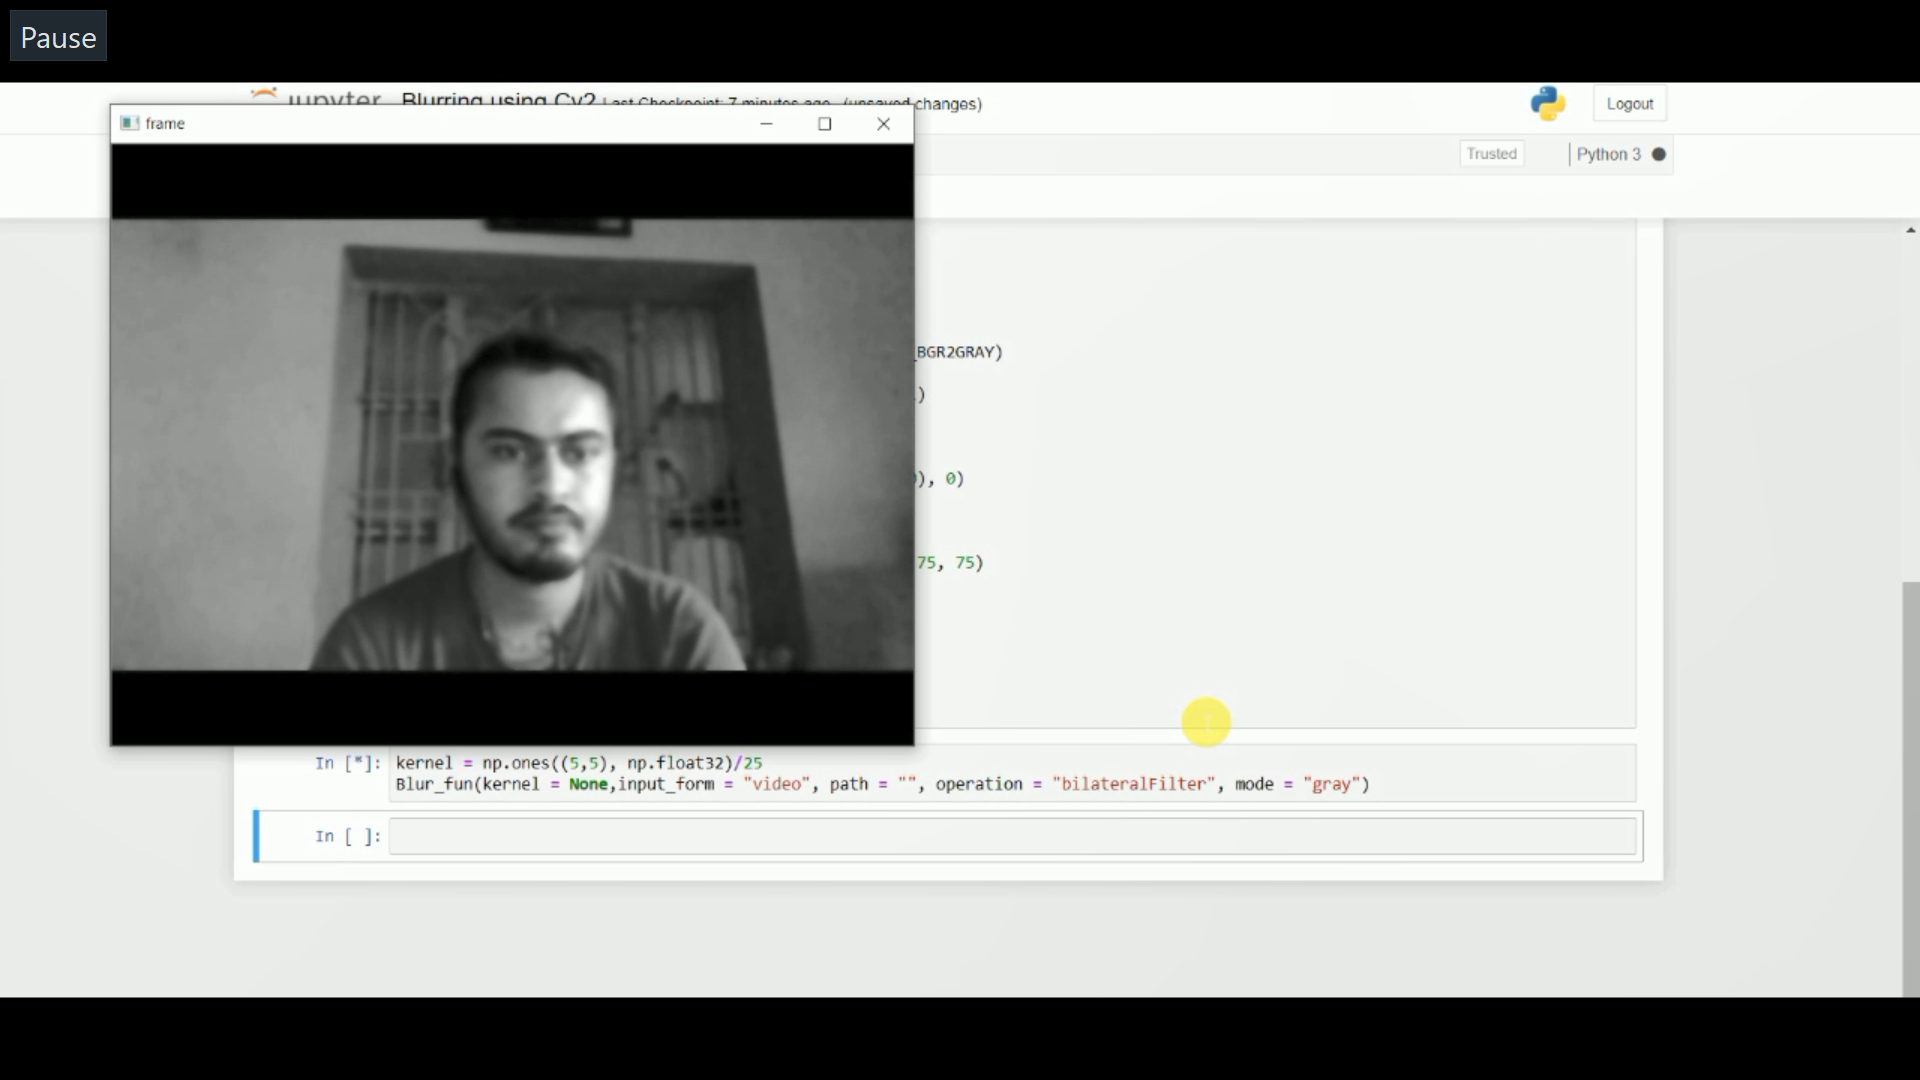 Pause
jupyter Blurring using Cv2 Last Checkpoint: 7 minutes ago (unsaved changes)
Logout
frame
Trusted
Python 3
_BGR2GRAY)
)
), 0)
75, 75)
In [*]: kernel = np.ones((5,5), np.float32)/25
Blur_fun(kernel = None,input_form = "video", path = "", operation = "bilateralFilter", mode = "gray")
In [ ]: